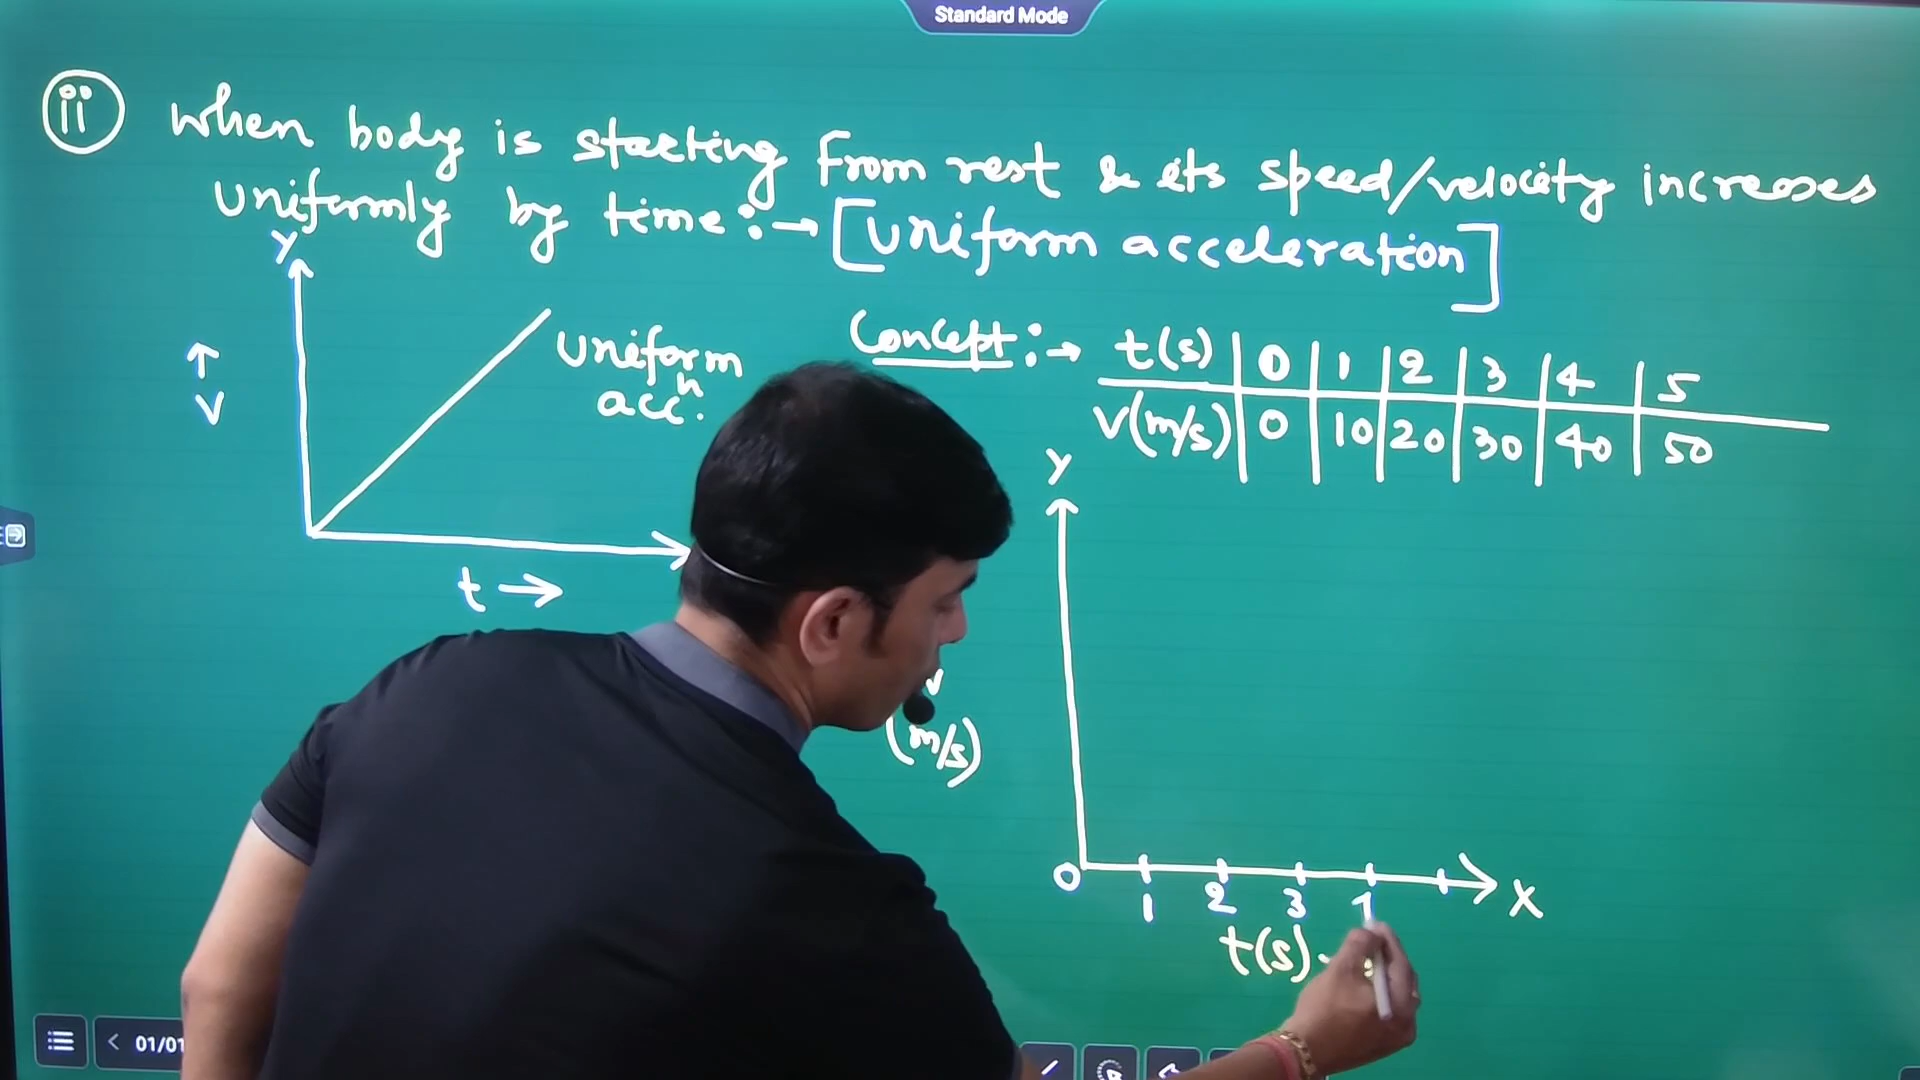 Standard Mode
ii When body is starting From rest & its speed/velocity increases
Uniformly by time :→ [Uniform acceleration]
Y
↑
V
Uniform
accⁿ.
t →
Concept :→
t(s) | 0 | 1 | 2 | 3 | 4 | 5
V(m/s) | 0 | 10 | 20 | 30 | 40 | 50
Y
v
(m/s)
0 1 2 3
X
t(s)
01/01